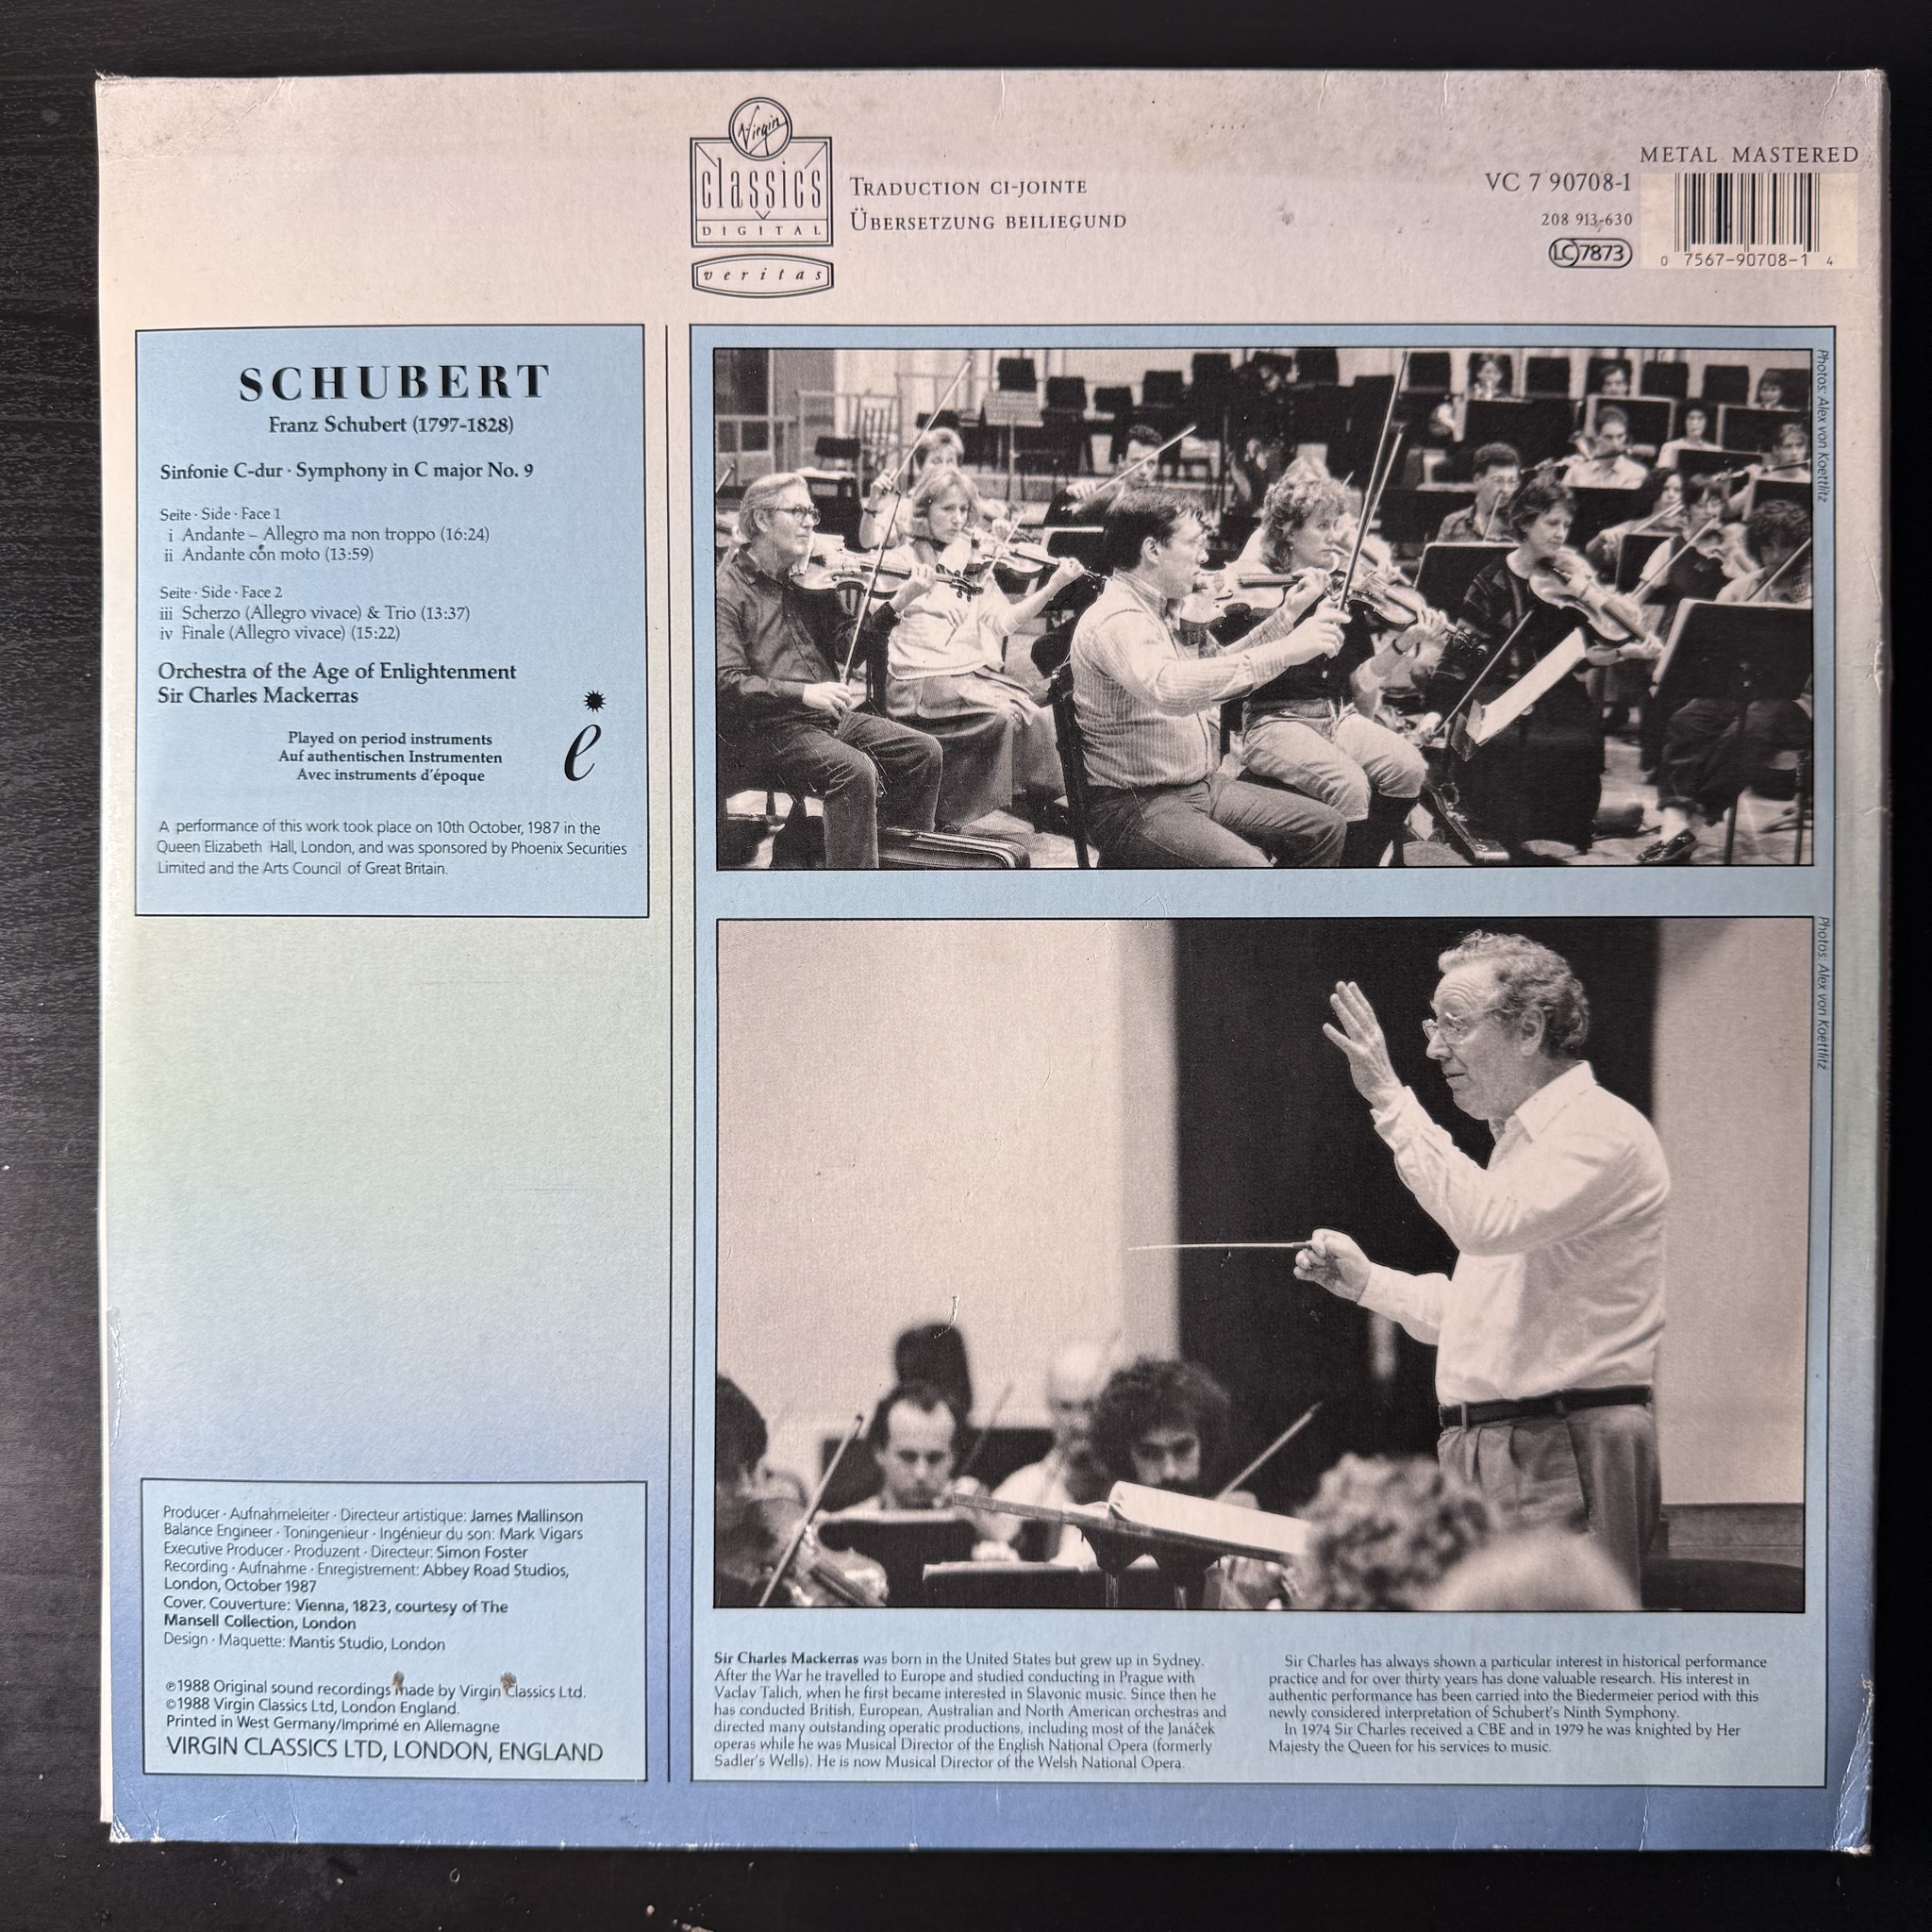 Virgin
classics
DIGITAL
veritas
TRADUCTION CI-JOINTE
ÜBERSETZUNG BEILIEGUND
METAL MASTERED
VC 7 90708-1
208 913-630
LC 7873
0 7567-90708-1 4
SCHUBERT
Franz Schubert (1797-1828)
Sinfonie C-dur · Symphony in C major No. 9
Seite · Side · Face 1
i Andante – Allegro ma non troppo (16:24)
ii Andante con moto (13:59)
Seite · Side · Face 2
iii Scherzo (Allegro vivace) & Trio (13:37)
iv Finale (Allegro vivace) (15:22)
Orchestra of the Age of Enlightenment
Sir Charles Mackerras
e
Played on period instruments
Auf authentischen Instrumenten
Avec instruments d'époque
A performance of this work took place on 10th October, 1987 in the
Queen Elizabeth Hall, London, and was sponsored by Phoenix Securities
Limited and the Arts Council of Great Britain.
Photos: Alex von Koettlitz
Photos: Alex von Koettlitz
Producer · Aufnahmeleiter · Directeur artistique: James Mallinson
Balance Engineer · Toningenieur · Ingénieur du son: Mark Vigars
Executive Producer · Produzent · Directeur: Simon Foster
Recording · Aufnahme · Enregistrement: Abbey Road Studios,
London, October 1987
Cover. Couverture: Vienna, 1823, courtesy of The
Mansell Collection, London
Design · Maquette: Mantis Studio, London
℗1988 Original sound recordings made by Virgin Classics Ltd.
©1988 Virgin Classics Ltd, London England.
Printed in West Germany/Imprimé en Allemagne
VIRGIN CLASSICS LTD, LONDON, ENGLAND
Sir Charles Mackerras was born in the United States but grew up in Sydney.
After the War he travelled to Europe and studied conducting in Prague with
Vaclav Talich, when he first became interested in Slavonic music. Since then he
has conducted British, European, Australian and North American orchestras and
directed many outstanding operatic productions, including most of the Janáček
operas while he was Musical Director of the English National Opera (formerly
Sadler's Wells). He is now Musical Director of the Welsh National Opera.
Sir Charles has always shown a particular interest in historical performance
practice and for over thirty years has done valuable research. His interest in
authentic performance has been carried into the Biedermeier period with this
newly considered interpretation of Schubert's Ninth Symphony.
In 1974 Sir Charles received a CBE and in 1979 he was knighted by Her
Majesty the Queen for his services to music.